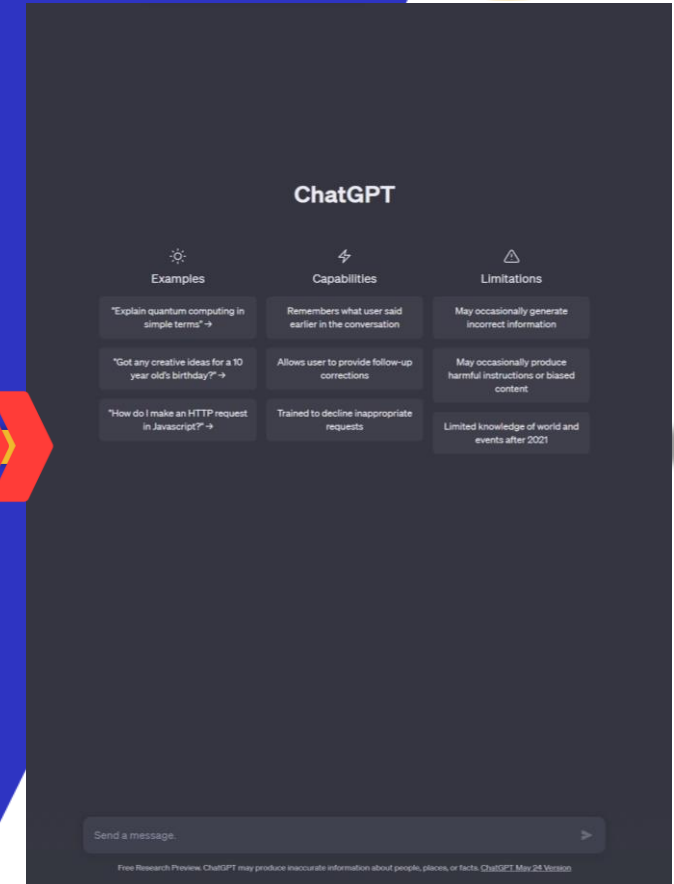 ChatGPT
Examples
"Explain quantum computing in
simple terms" →
"Got any creative ideas for a 10
year old's birthday?" →
"How do I make an HTTP request
in Javascript?" →
Capabilities
Remembers what user said
earlier in the conversation
Allows user to provide follow-up
corrections
Trained to decline inappropriate
requests
Limitations
May occasionally generate
incorrect information
May occasionally produce
harmful instructions or biased
content
Limited knowledge of world and
events after 2021
Send a message.
Free Research Preview. ChatGPT may produce inaccurate information about people, places, or facts. ChatGPT May 24 Version